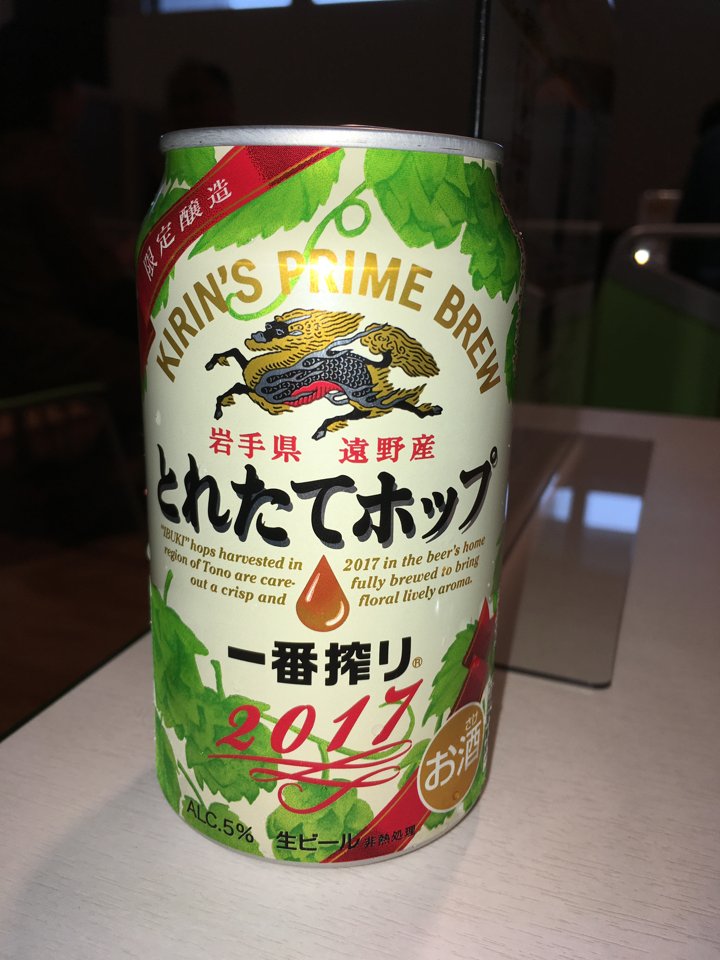 限定醸造
KIRIN'S PRIME BREW
岩手県 遠野産
とれたてホップ
"IBUKI" hops harvested in 2017 in the beer's home
region of Tono are care- fully brewed to bring
out a crisp and floral lively aroma.
一番搾り®
2017
さけ
お酒
ALC.5% 生ビール 非熱処理